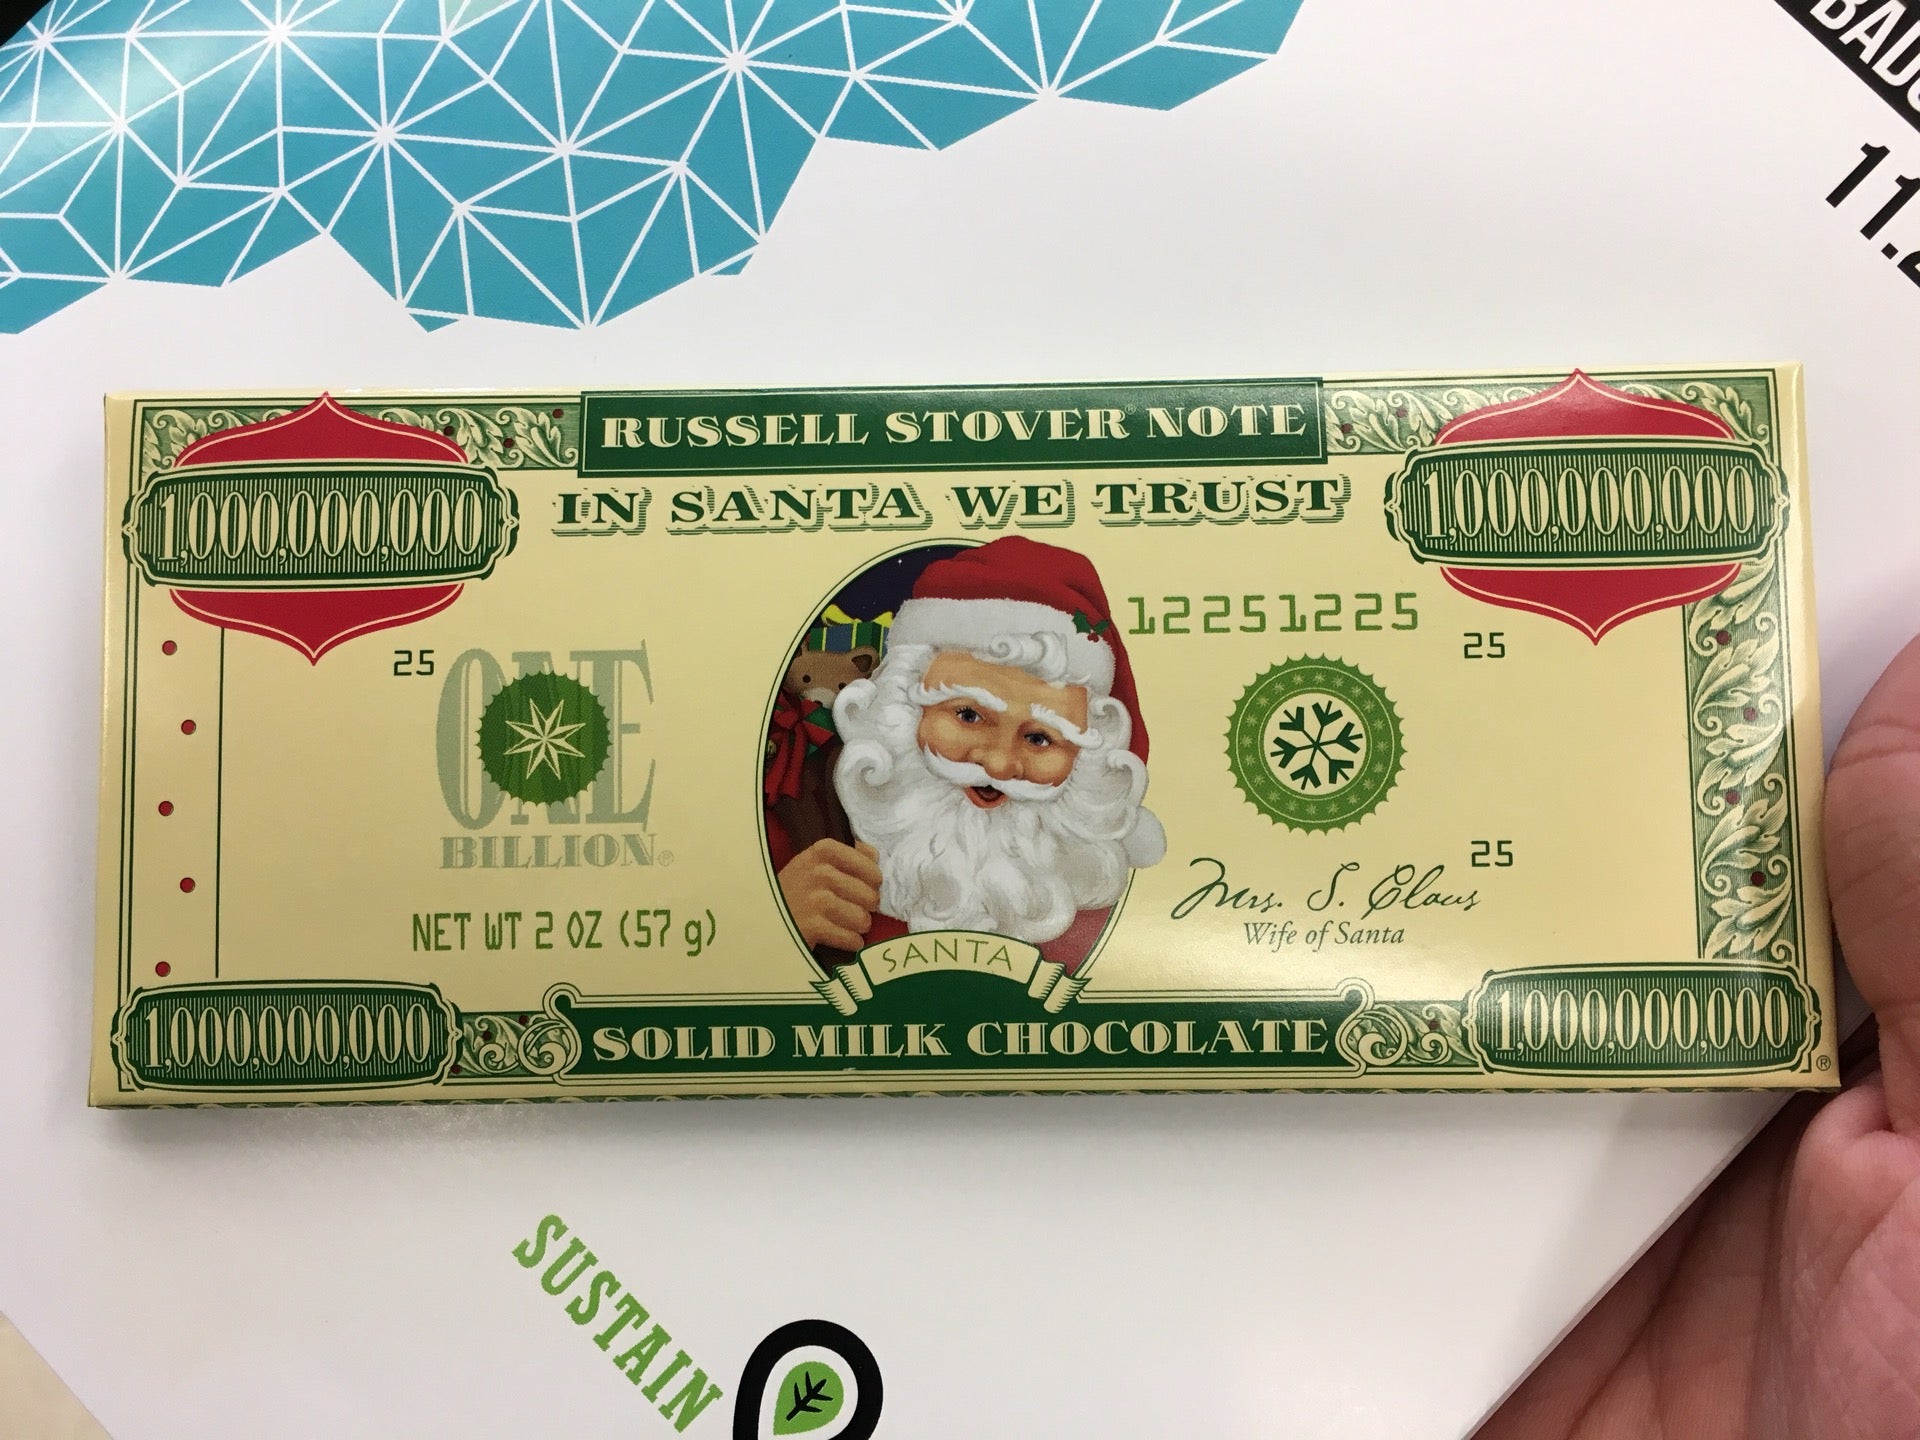 RUSSELL STOVER® NOTE
IN SANTA WE TRUST
1,000,000,000
1,000,000,000
12251225
25
25
ONE
BILLION®
25
Mrs. S. Claus
Wife of Santa
NET WT 2 OZ (57 g)
SANTA
SOLID MILK CHOCOLATE
1,000,000,000
1,000,000,000
®
SUSTAIN